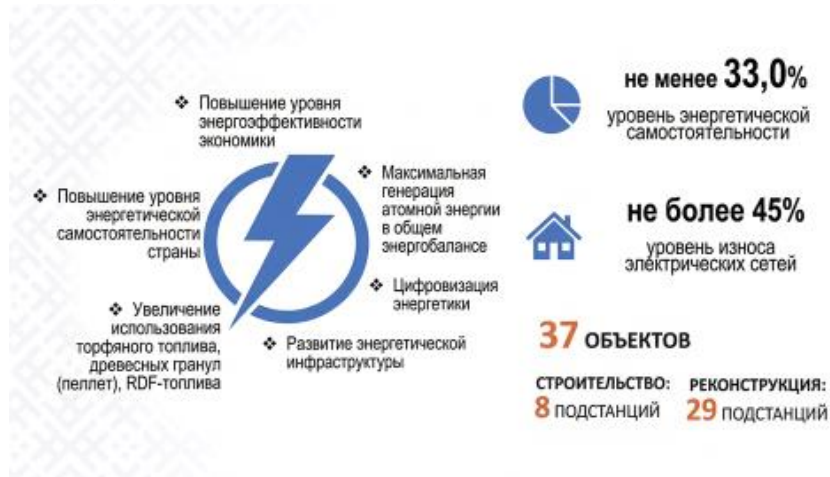 ❖ Повышение уровня
энергоэффективности
экономики
❖ Повышение уровня
энергетической
самостоятельности
страны
❖ Увеличение
использования
торфяного топлива,
древесных гранул
(пеллет), RDF-топлива
❖ Максимальная
генерация
атомной энергии
в общем
энергобалансе
❖ Цифровизация
энергетики
❖ Развитие энергетической
инфраструктуры
не менее 33,0%
уровень энергетической
самостоятельности
не более 45%
уровень износа
электрических сетей
37 ОБЪЕКТОВ
СТРОИТЕЛЬСТВО:
8 ПОДСТАНЦИЙ
РЕКОНСТРУКЦИЯ:
29 ПОДСТАНЦИЙ